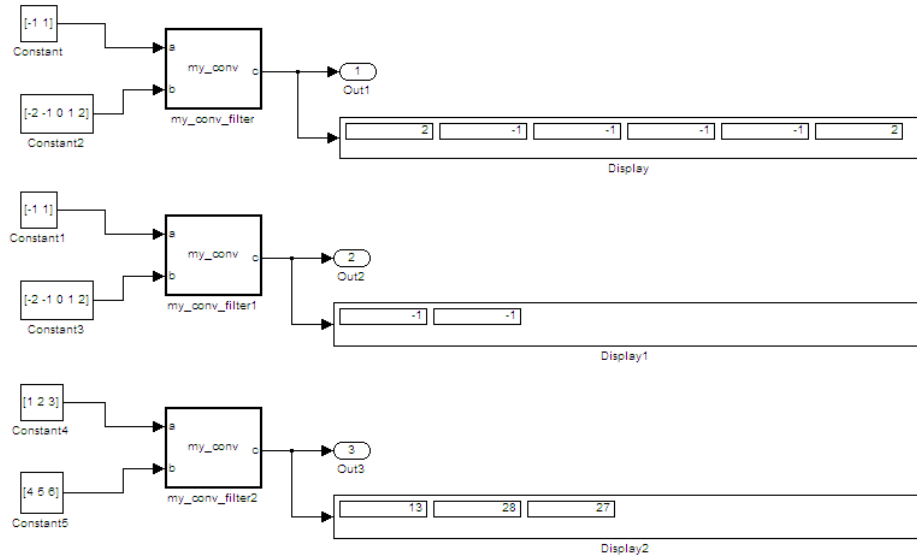 [-1 1]
Constant
a
my_conv
c
b
my_conv_filter
[-2 -1 0 1 2]
Constant2
1
Out1
2 -1 -1 -1 -1 2
Display
[-1 1]
Constant1
a
my_conv
c
b
my_conv_filter1
[-2 -1 0 1 2]
Constant3
2
Out2
-1 -1
Display1
[1 2 3]
Constant4
a
my_conv
c
b
my_conv_filter2
[4 5 6]
Constant5
3
Out3
13 28 27
Display2